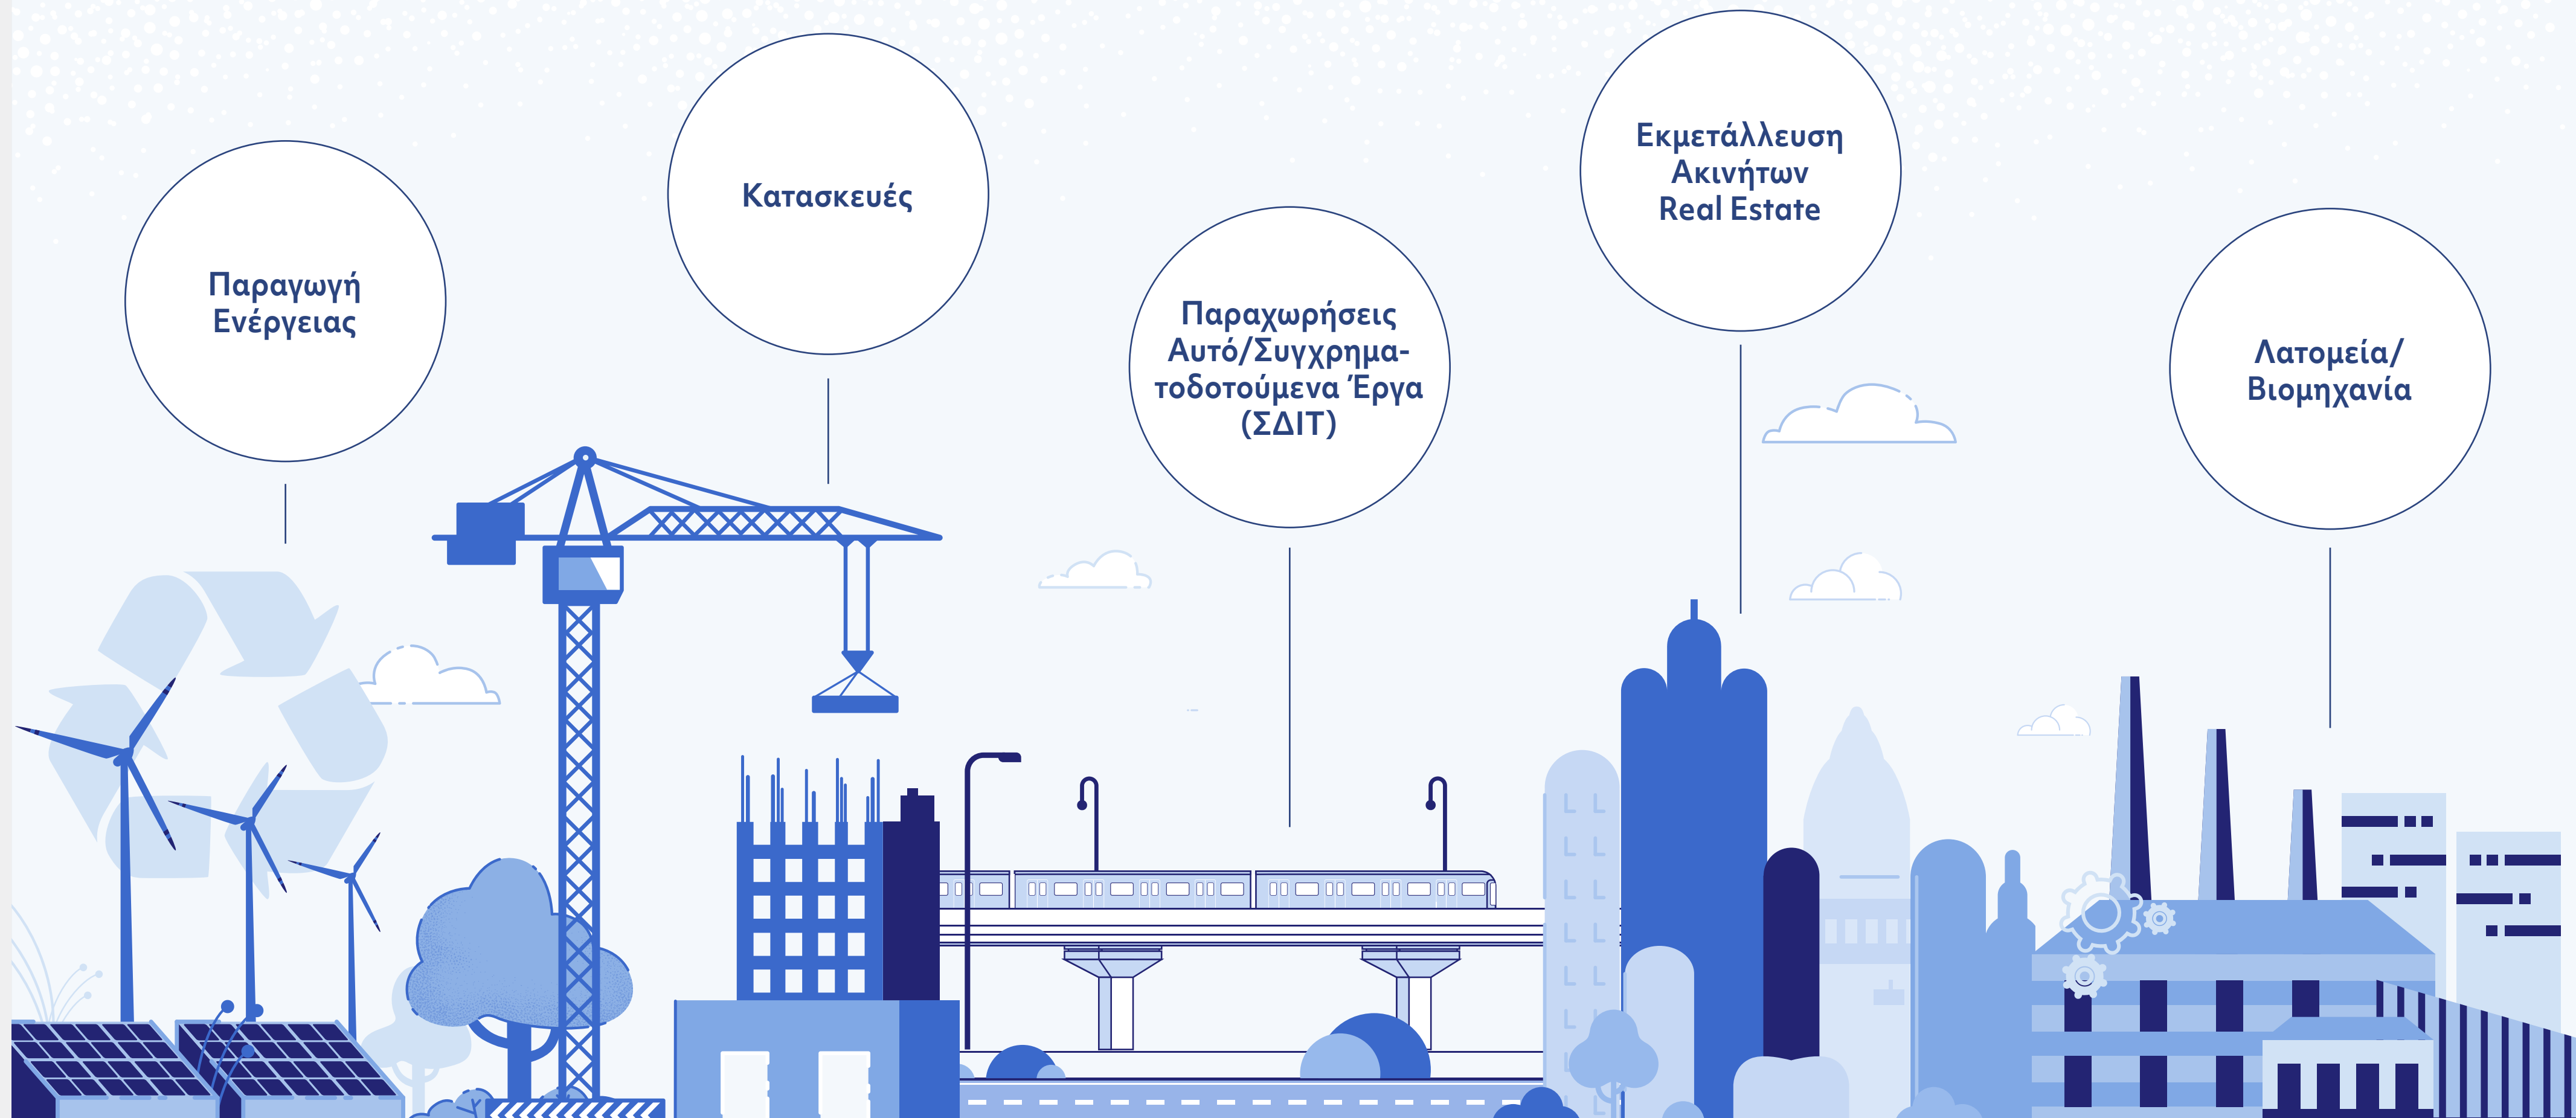 Παραγωγή
Ενέργειας
Κατασκευές
Παραχωρήσεις
Αυτό/Συγχρημα-
τοδοτούμενα Έργα
(ΣΔΙΤ)
Εκμετάλλευση
Ακινήτων
Real Estate
Λατομεία/
Βιομηχανία